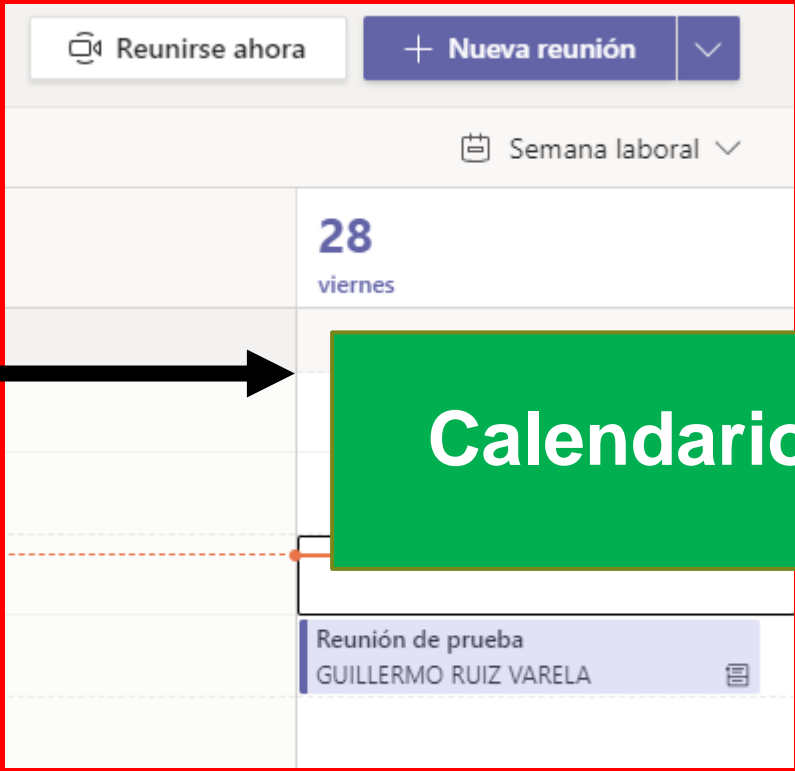 Reunirse ahora
Nueva reunión
Semana laboral
28
viernes
Calendario
Reunión de prueba
GUILLERMO RUIZ VARELA